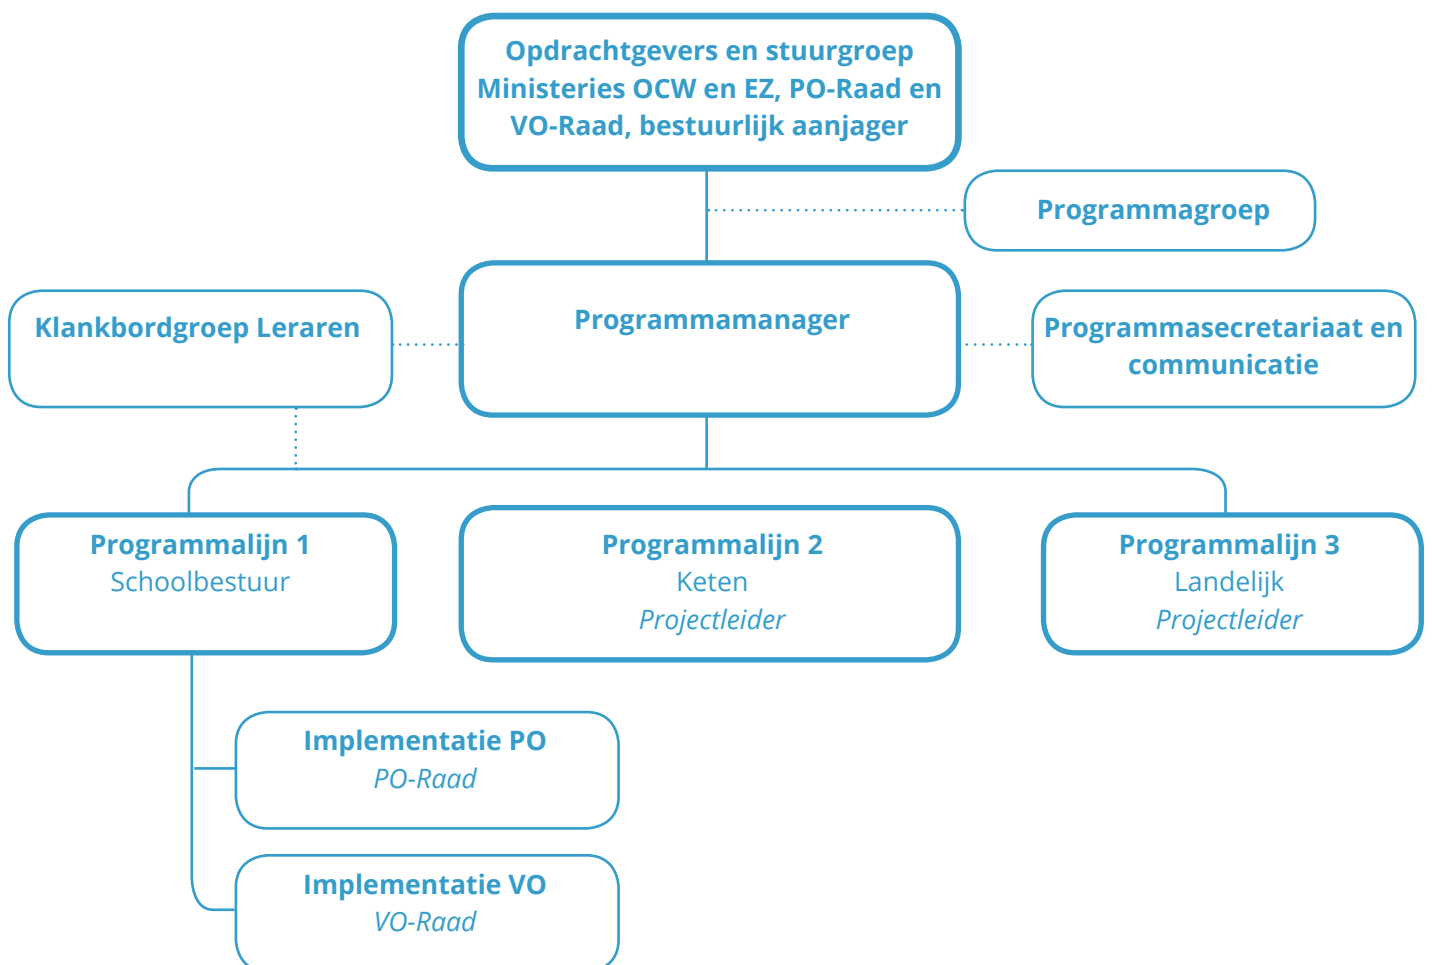 Opdrachtgevers en stuurgroep
Ministeries OCW en EZ, PO-Raad en
VO-Raad, bestuurlijk aanjager
Programmagroep
Klankbordgroep Leraren
Programmamanager
Programmasecretariaat en
communicatie
Programmalijn 1
Schoolbestuur
Programmalijn 2
Keten
Projectleider
Programmalijn 3
Landelijk
Projectleider
Implementatie PO
PO-Raad
Implementatie VO
VO-Raad